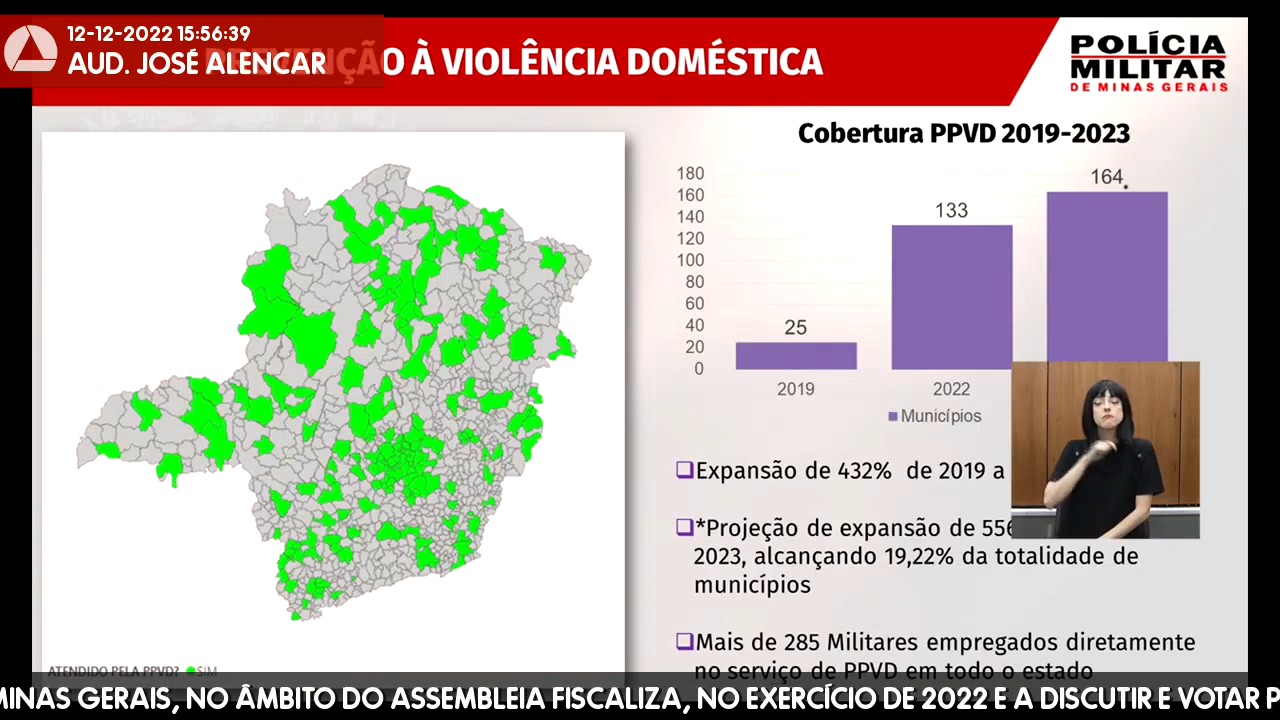 12-12-2022 15:56:39
AUD. JOSÉ ALENCAR
PREVENÇÃO À VIOLÊNCIA DOMÉSTICA
POLÍCIA
MILITAR
DE MINAS GERAIS
Cobertura PPVD 2019-2023
180
160
140
120
100
80
60
40
20
0
25
133
164
*
2019
2022
Municípios
Expansão de 432% de 2019 a
*Projeção de expansão de 556
2023, alcançando 19,22% da totalidade de
municípios
Mais de 285 Militares empregados diretamente
no serviço de PPVD em todo o estado
ATENDIDO PELA PPVD? SIM
MINAS GERAIS, NO ÂMBITO DO ASSEMBLEIA FISCALIZA, NO EXERCÍCIO DE 2022 E A DISCUTIR E VOTAR P